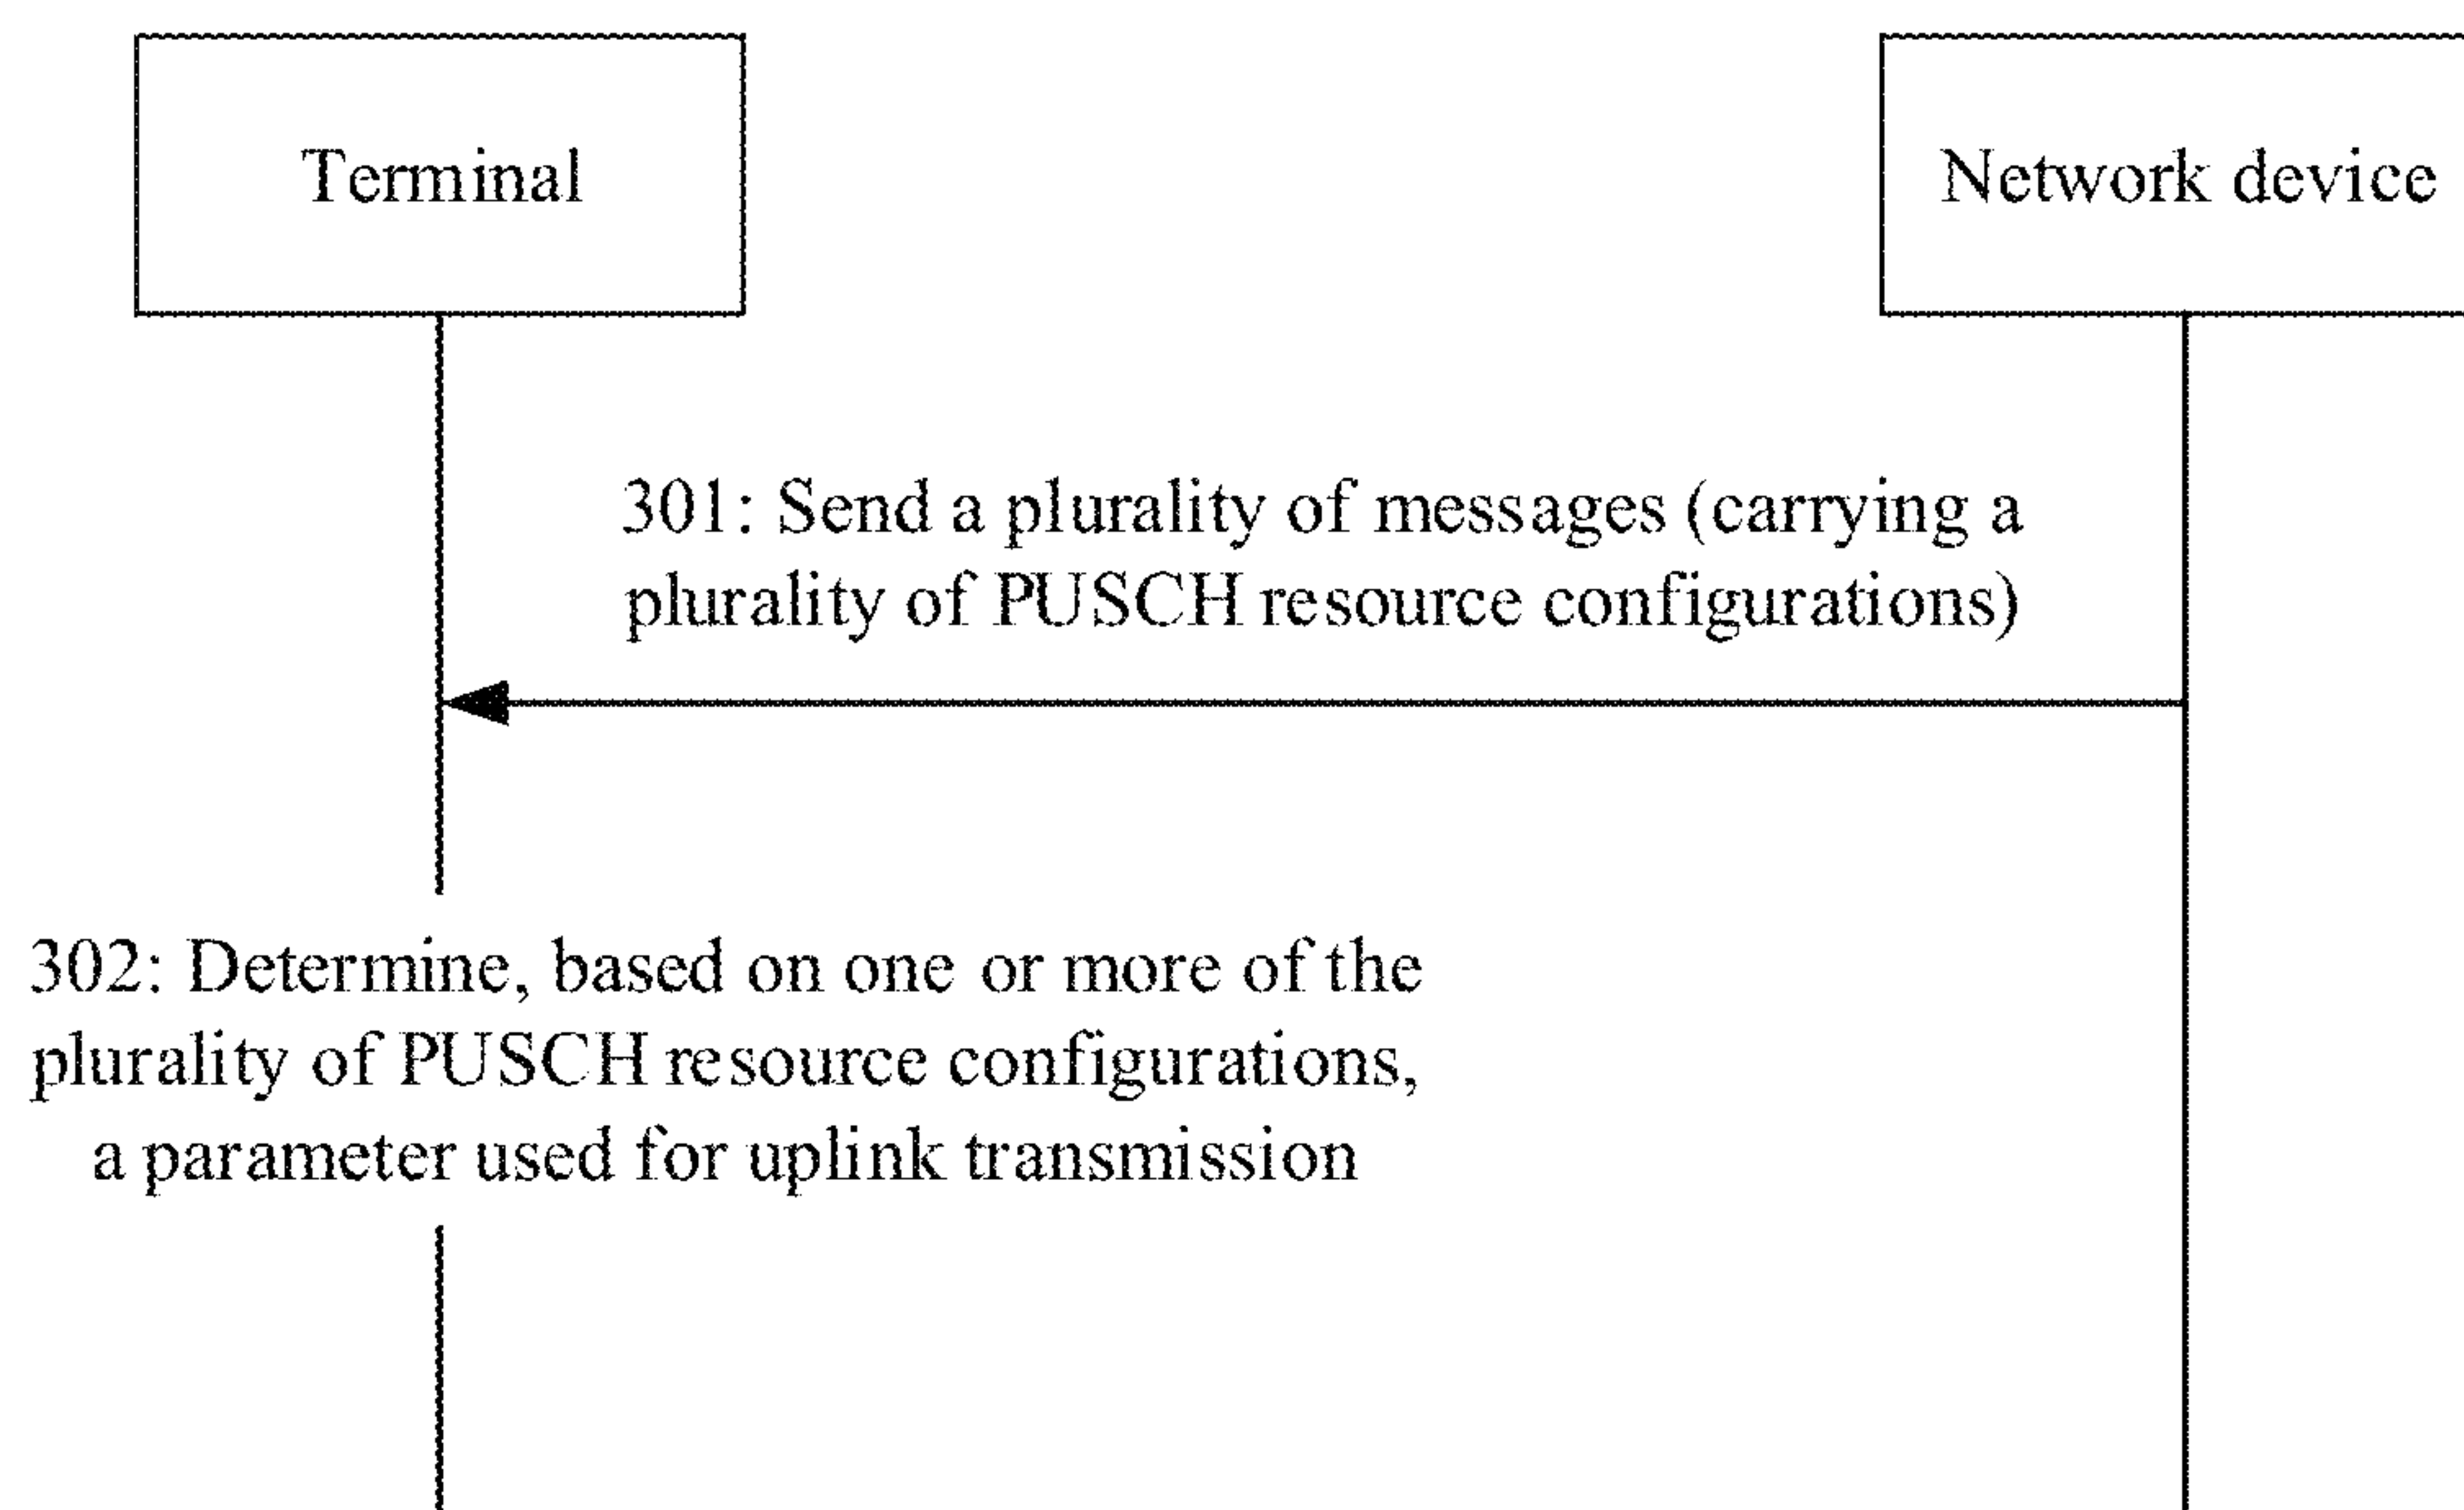 Terminal
Network device
301: Send a plurality of messages (carrying a
plurality of PUSCH resource configurations)
302: Determine, based on one or more of the
plurality of PUSCH resource configurations,
a parameter used for uplink transmission